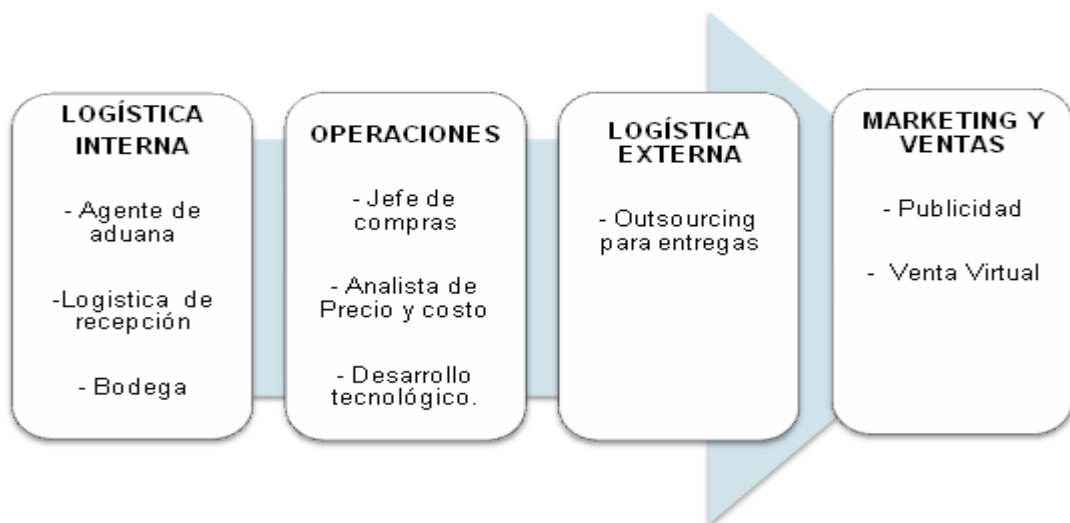 LOGÍSTICA
INTERNA
- Agente de
aduana
-Logistica de
recepción
- Bodega
OPERACIONES
- Jefe de
compras
- Analista de
Precio y costo
- Desarrollo
tecnológico.
LOGÍSTICA
EXTERNA
- Outsourcing
para entregas
MARKETING Y
VENTAS
- Publicidad
- Venta Virtual